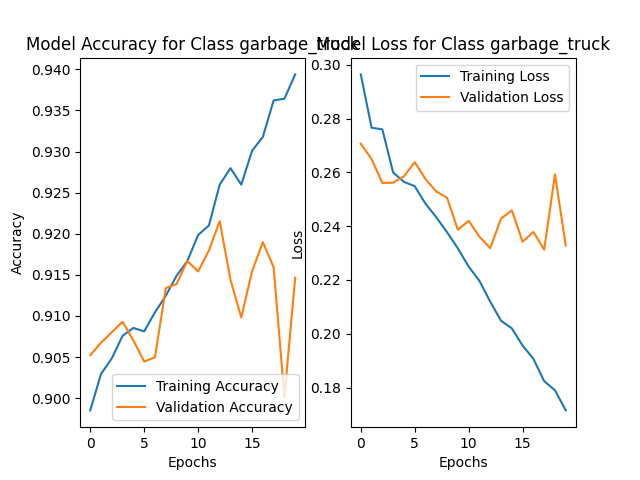 Model Accuracy for Class garbage_truck
0.940
0.935
0.930
0.925
0.920
0.915
0.910
0.905
0.900
Accuracy
Training Accuracy
Validation Accuracy
0 5 10 15
Epochs
Model Loss for Class garbage_truck
0.30
0.28
0.26
0.24
0.22
0.20
0.18
Loss
Training Loss
Validation Loss
0 5 10 15
Epochs